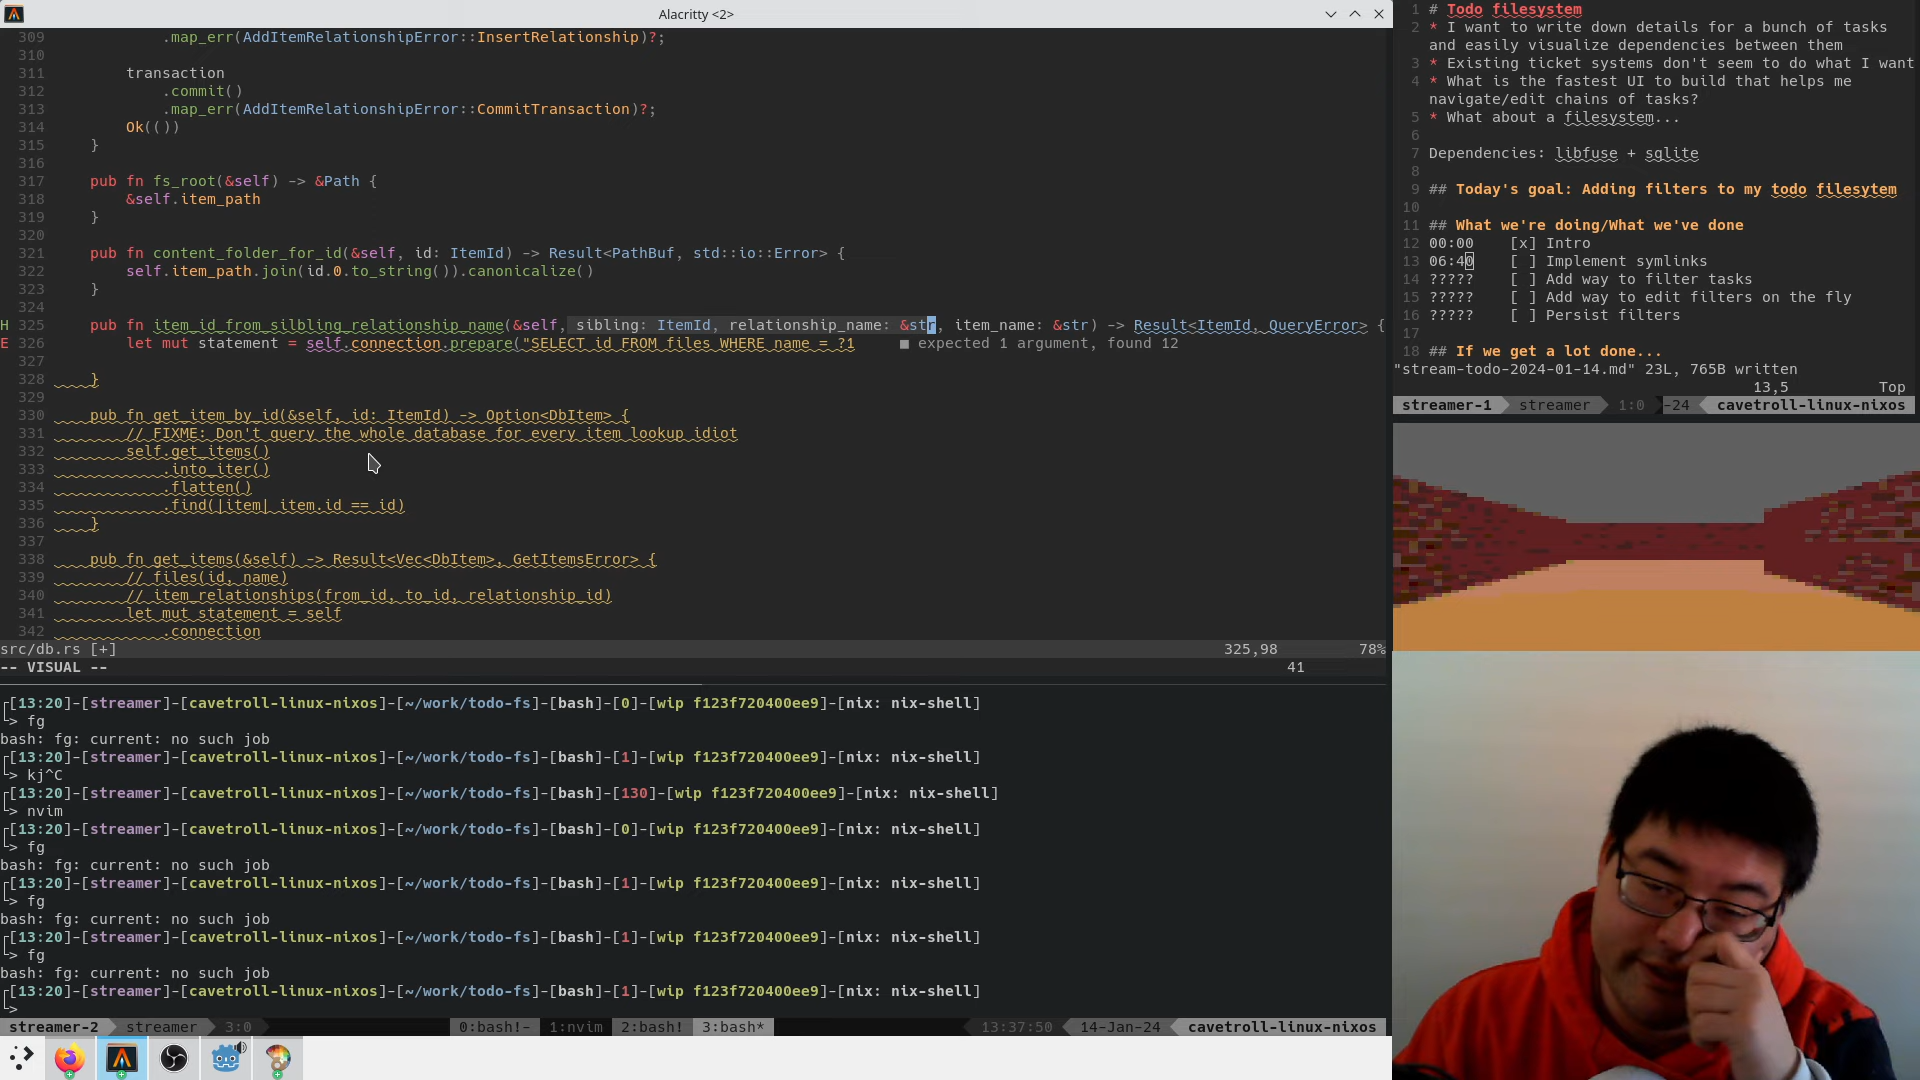 Alacritty <2>
309             .map_err(AddItemRelationshipError::InsertRelationship)?;
310
311         transaction
312             .commit()
313             .map_err(AddItemRelationshipError::CommitTransaction)?;
314         Ok(())
315     }
316
317     pub fn fs_root(&self) -> &Path {
318         &self.item_path
319     }
320
321     pub fn content_folder_for_id(&self, id: ItemId) -> Result<PathBuf, std::io::Error> {
322         self.item_path.join(id.0.to_string()).canonicalize()
323     }
324
H 325     pub fn item_id_from_silbling_relationship_name(&self, sibling: ItemId, relationship_name: &str, item_name: &str) -> Result<ItemId, QueryError> {
E 326         let mut statement = self.connection.prepare("SELECT id FROM files WHERE name = ?1     ■ expected 1 argument, found 12
327
328     }
329
330     pub fn get_item_by_id(&self, id: ItemId) -> Option<DbItem> {
331         // FIXME: Don't query the whole database for every item lookup idiot
332         self.get_items()
333             .into_iter()
334             .flatten()
335             .find(|item| item.id == id)
336     }
337
338     pub fn get_items(&self) -> Result<Vec<DbItem>, GetItemsError> {
339         // files(id, name)
340         // item_relationships(from_id, to_id, relationship_id)
341         let mut statement = self
342             .connection
src/db.rs [+] 325,98 78%
-- VISUAL -- 41
┌[13:20]-[streamer]-[cavetroll-linux-nixos]-[~/work/todo-fs]-[bash]-[0]-[wip f123f720400ee9]-[nix: nix-shell]
└> fg
bash: fg: current: no such job
┌[13:20]-[streamer]-[cavetroll-linux-nixos]-[~/work/todo-fs]-[bash]-[1]-[wip f123f720400ee9]-[nix: nix-shell]
└> kj^C
┌[13:20]-[streamer]-[cavetroll-linux-nixos]-[~/work/todo-fs]-[bash]-[130]-[wip f123f720400ee9]-[nix: nix-shell]
└> nvim
┌[13:20]-[streamer]-[cavetroll-linux-nixos]-[~/work/todo-fs]-[bash]-[0]-[wip f123f720400ee9]-[nix: nix-shell]
└> fg
bash: fg: current: no such job
┌[13:20]-[streamer]-[cavetroll-linux-nixos]-[~/work/todo-fs]-[bash]-[1]-[wip f123f720400ee9]-[nix: nix-shell]
└> fg
bash: fg: current: no such job
┌[13:20]-[streamer]-[cavetroll-linux-nixos]-[~/work/todo-fs]-[bash]-[1]-[wip f123f720400ee9]-[nix: nix-shell]
└> fg
bash: fg: current: no such job
┌[13:20]-[streamer]-[cavetroll-linux-nixos]-[~/work/todo-fs]-[bash]-[1]-[wip f123f720400ee9]-[nix: nix-shell]
└>
streamer-2 streamer 3:0 0:bash!- 1:nvim 2:bash! 3:bash* 13:37:50 14-Jan-24 cavetroll-linux-nixos
1 # Todo filesystem
2 * I want to write down details for a bunch of tasks
and easily visualize dependencies between them
3 * Existing ticket systems don't seem to do what I want
4 * What is the fastest UI to build that helps me
navigate/edit chains of tasks?
5 * What about a filesystem...
6
7 Dependencies: libfuse + sqlite
8
9 ## Today's goal: Adding filters to my todo filesytem
10
11 ## What we're doing/What we've done
12 00:00    [x] Intro
13 06:40    [ ] Implement symlinks
14 ?????    [ ] Add way to filter tasks
15 ?????    [ ] Add way to edit filters on the fly
16 ?????    [ ] Persist filters
17
18 ## If we get a lot done...
"stream-todo-2024-01-14.md" 23L, 765B written
13,5 Top
streamer-1 streamer 1:0 -24 cavetroll-linux-nixos